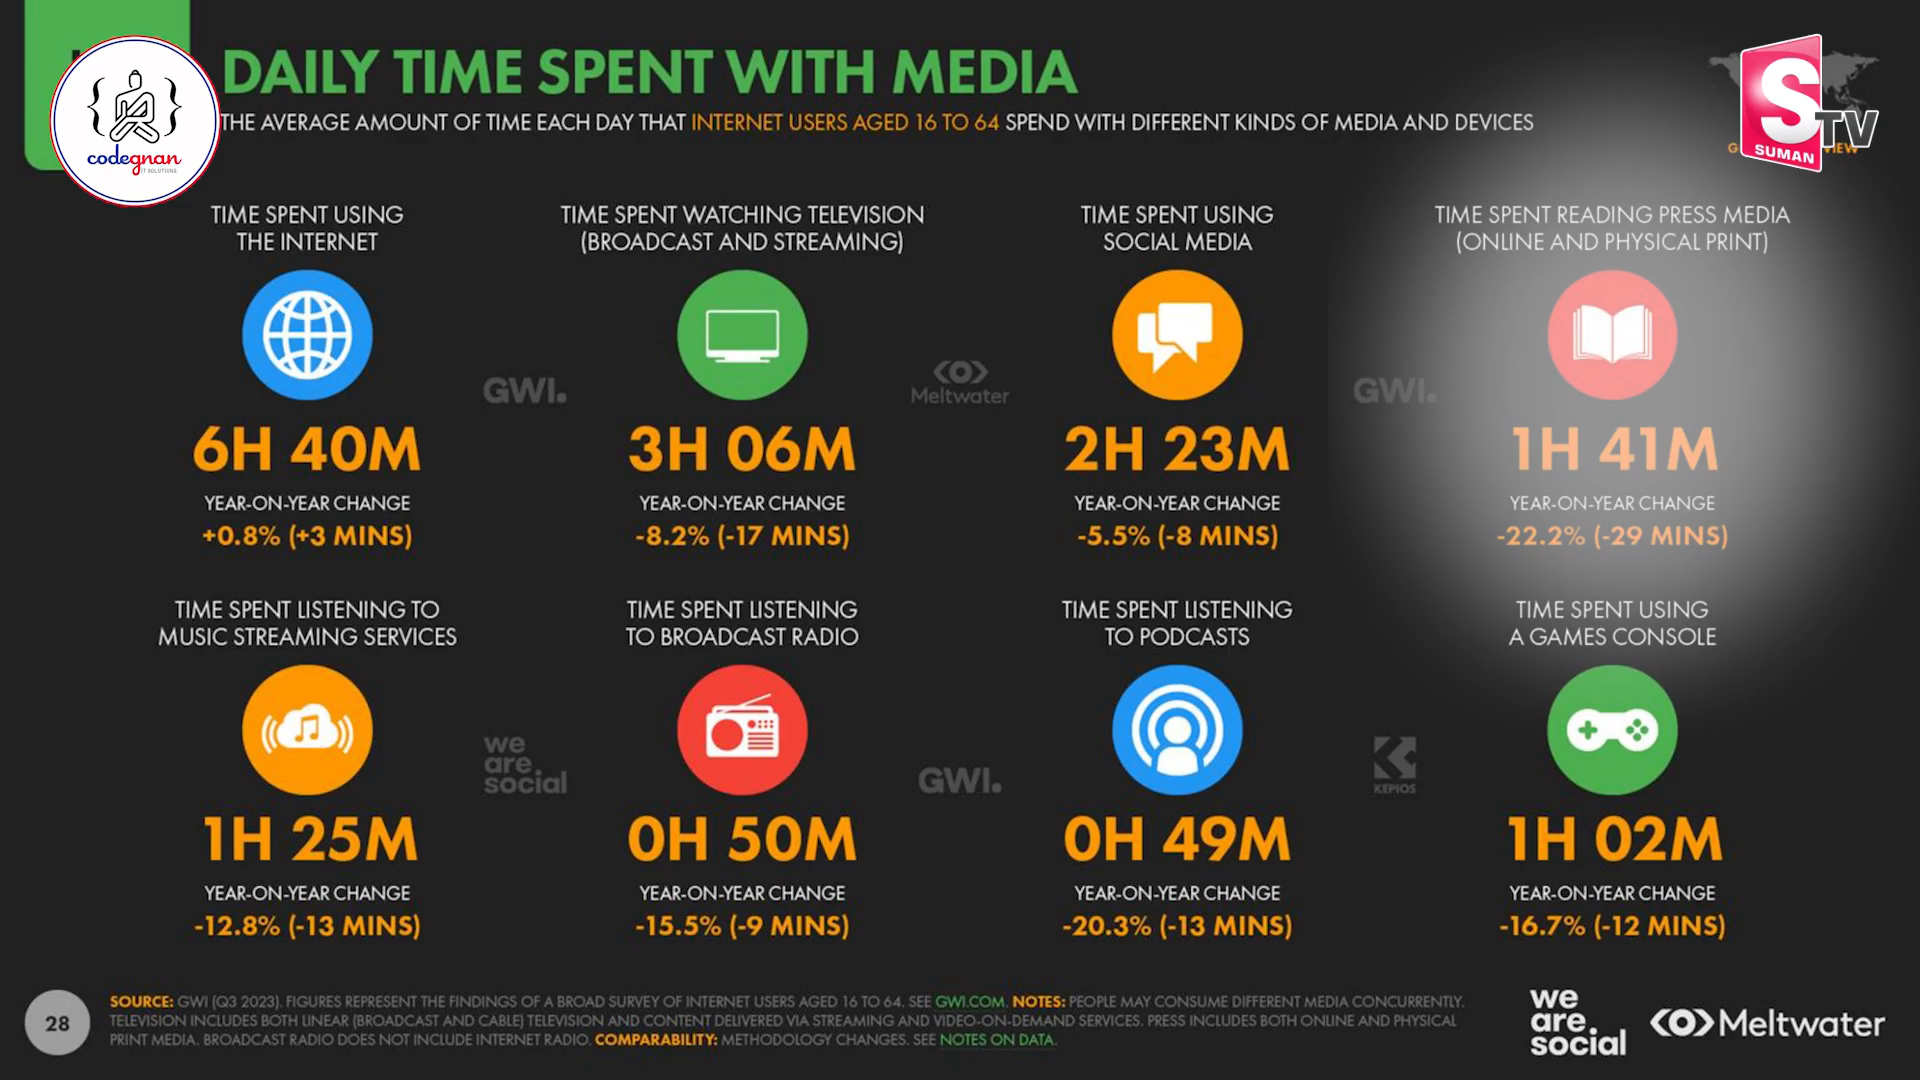 DAILY TIME SPENT WITH MEDIA
THE AVERAGE AMOUNT OF TIME EACH DAY THAT INTERNET USERS AGED 16 TO 64 SPEND WITH DIFFERENT KINDS OF MEDIA AND DEVICES
codegnan
IT SOLUTIONS
S
TV
SUMAN
TIME SPENT USING
THE INTERNET
6H 40M
YEAR-ON-YEAR CHANGE
+0.8% (+3 MINS)
TIME SPENT WATCHING TELEVISION
(BROADCAST AND STREAMING)
3H 06M
YEAR-ON-YEAR CHANGE
-8.2% (-17 MINS)
TIME SPENT USING
SOCIAL MEDIA
2H 23M
YEAR-ON-YEAR CHANGE
-5.5% (-8 MINS)
TIME SPENT READING PRESS MEDIA
(ONLINE AND PHYSICAL PRINT)
1H 41M
YEAR-ON-YEAR CHANGE
-22.2% (-29 MINS)
GWI.
Meltwater
GWI.
TIME SPENT LISTENING TO
MUSIC STREAMING SERVICES
1H 25M
YEAR-ON-YEAR CHANGE
-12.8% (-13 MINS)
TIME SPENT LISTENING
TO BROADCAST RADIO
0H 50M
YEAR-ON-YEAR CHANGE
-15.5% (-9 MINS)
TIME SPENT LISTENING
TO PODCASTS
0H 49M
YEAR-ON-YEAR CHANGE
-20.3% (-13 MINS)
TIME SPENT USING
A GAMES CONSOLE
1H 02M
YEAR-ON-YEAR CHANGE
-16.7% (-12 MINS)
we
are
social
GWI.
KEPIOS
28
SOURCE: GWI (Q3 2023). FIGURES REPRESENT THE FINDINGS OF A BROAD SURVEY OF INTERNET USERS AGED 16 TO 64. SEE GWI.COM. NOTES: PEOPLE MAY CONSUME DIFFERENT MEDIA CONCURRENTLY.
TELEVISION INCLUDES BOTH LINEAR (BROADCAST AND CABLE) TELEVISION AND CONTENT DELIVERED VIA STREAMING AND VIDEO-ON-DEMAND SERVICES. PRESS INCLUDES BOTH ONLINE AND PHYSICAL
PRINT MEDIA. BROADCAST RADIO DOES NOT INCLUDE INTERNET RADIO. COMPARABILITY: METHODOLOGY CHANGES. SEE NOTES ON DATA.
we
are
social
Meltwater